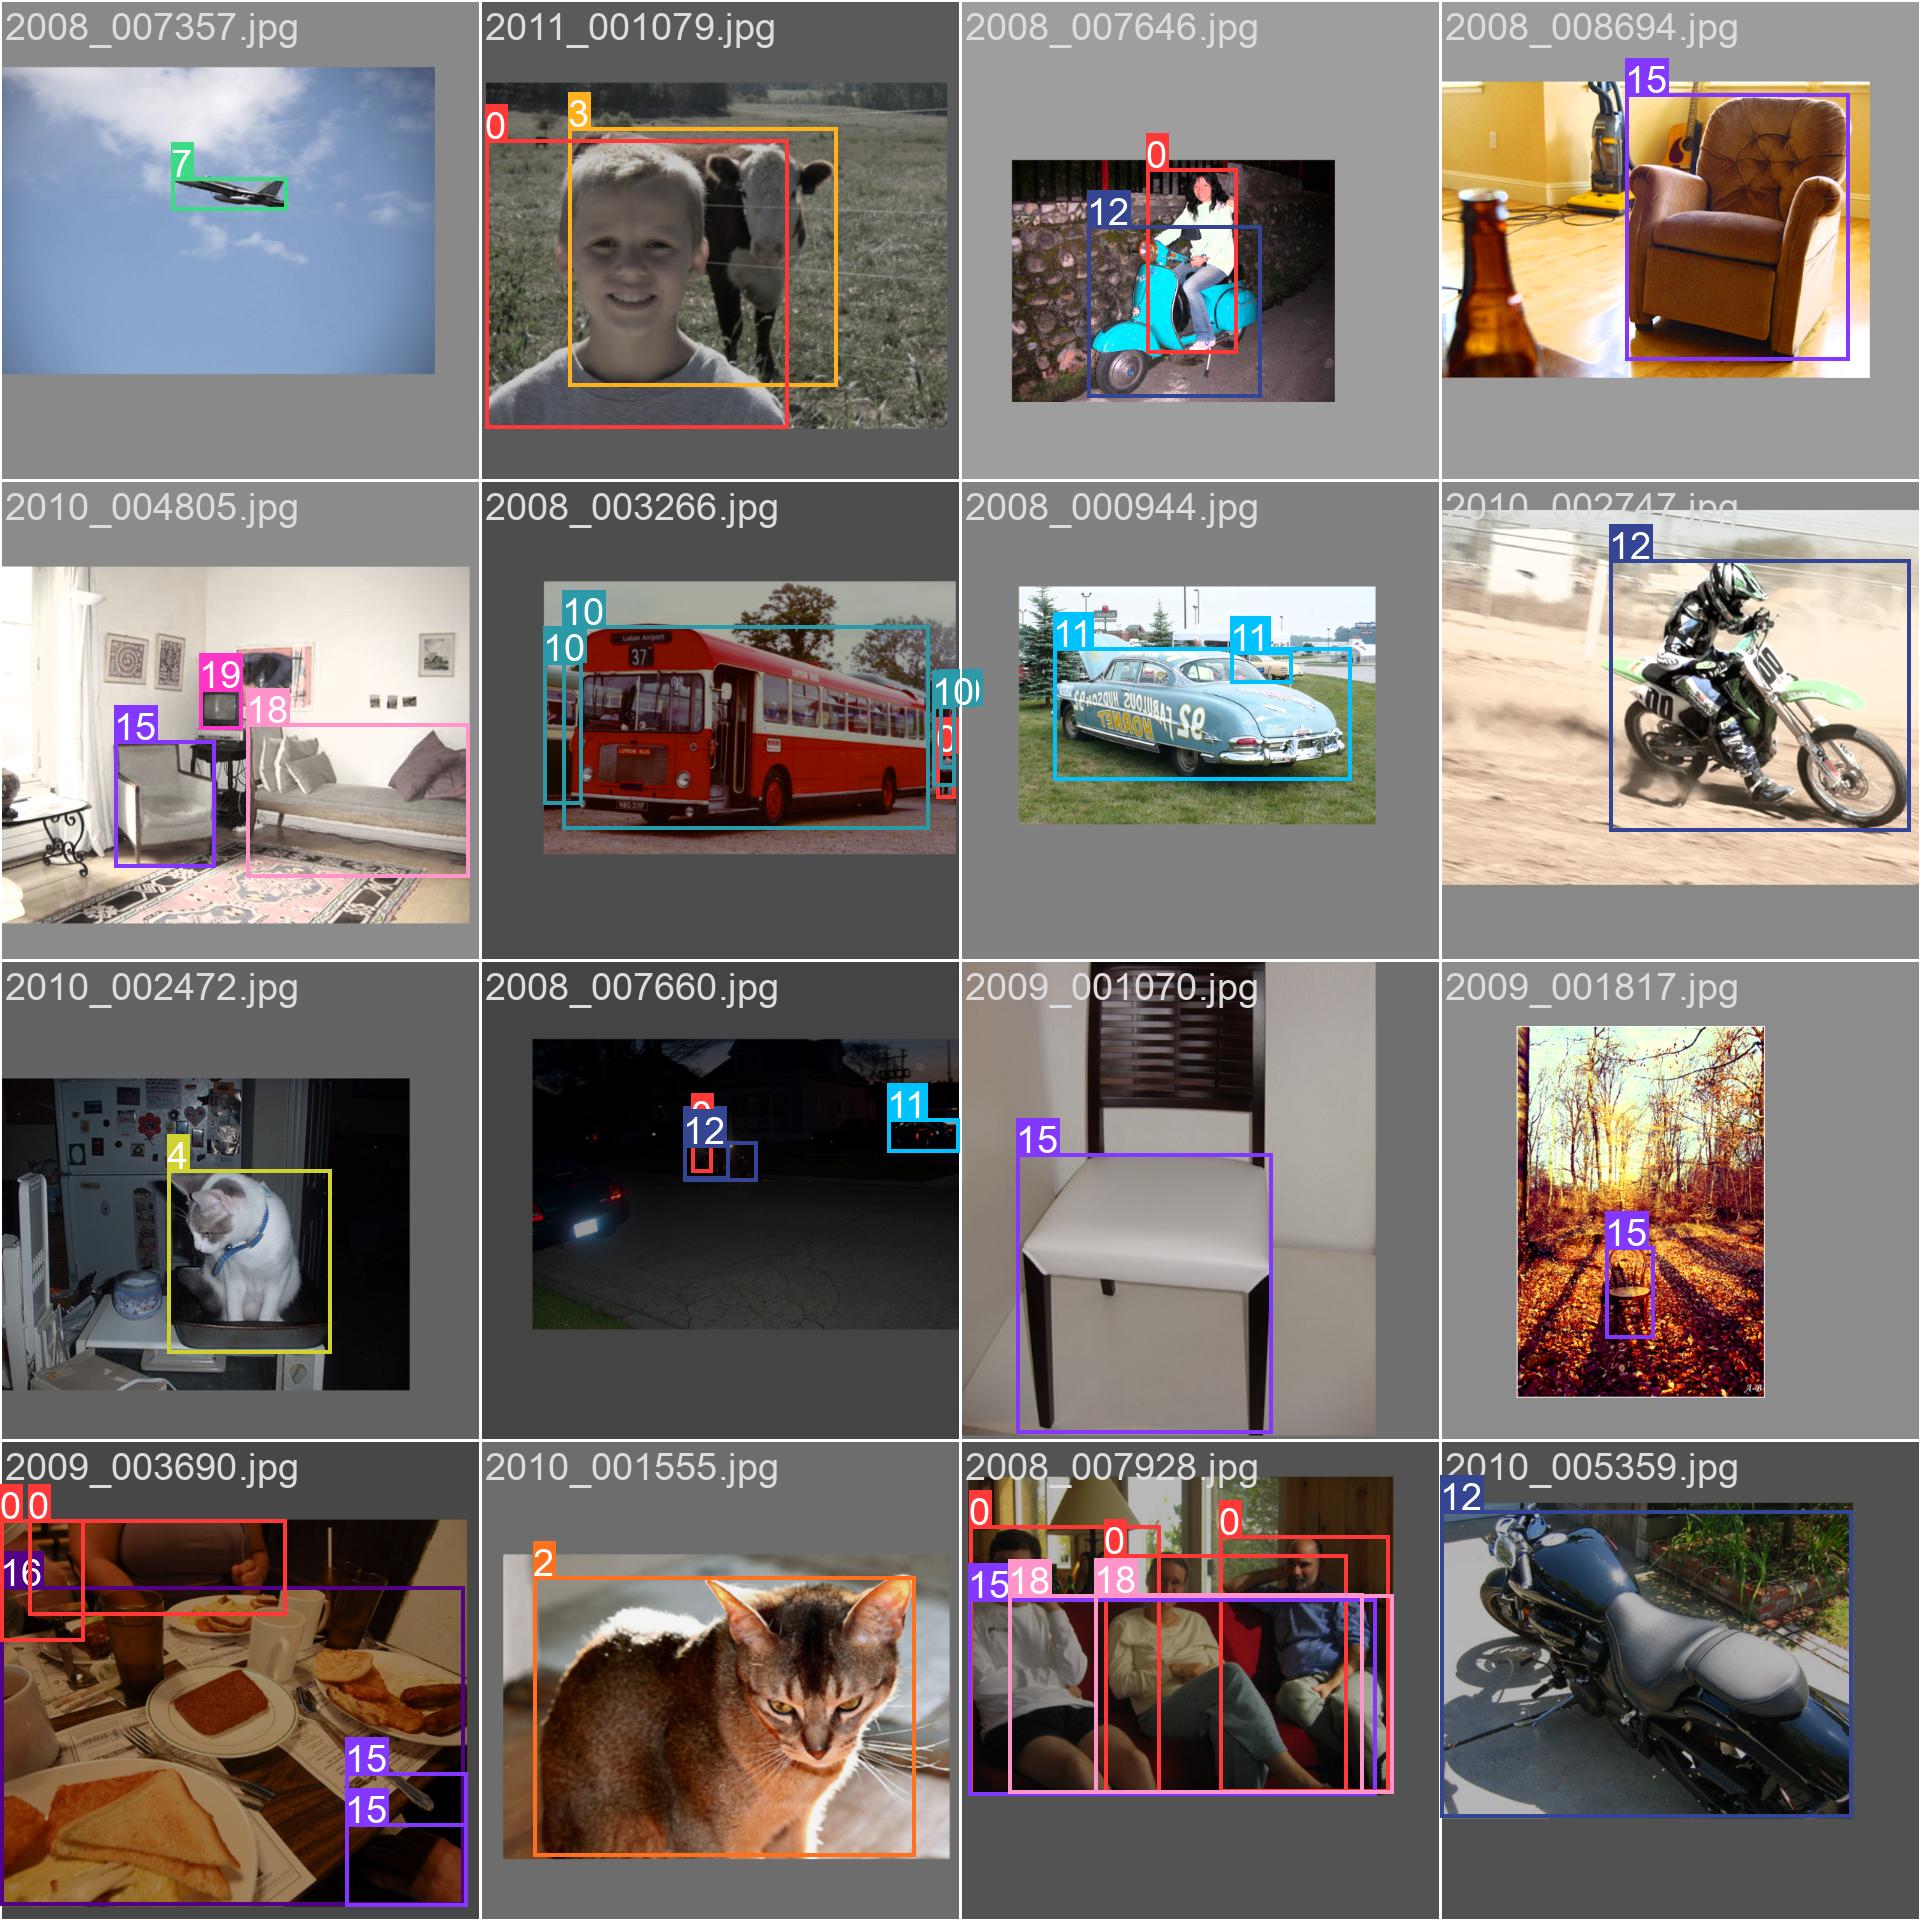 2008_007357.jpg
7
2011_001079.jpg
0
3
2008_007646.jpg
0
12
2008_008694.jpg
15
2010_004805.jpg
19
18
15
2008_003266.jpg
10
10
10
0
Luton Airport
37
LUTON BUS
LUTON BUS
2008_000944.jpg
11
11
92 FABULOUS HUDSON 92
HORNET
2010_002747.jpg
12
00
00
2010_002472.jpg
4
2008_007660.jpg
12
11
2009_001070.jpg
15
2009_001817.jpg
15
2009_003690.jpg
0
0
16
15
15
2010_001555.jpg
2
2008_007928.jpg
0
0
0
15
18
18
2010_005359.jpg
12